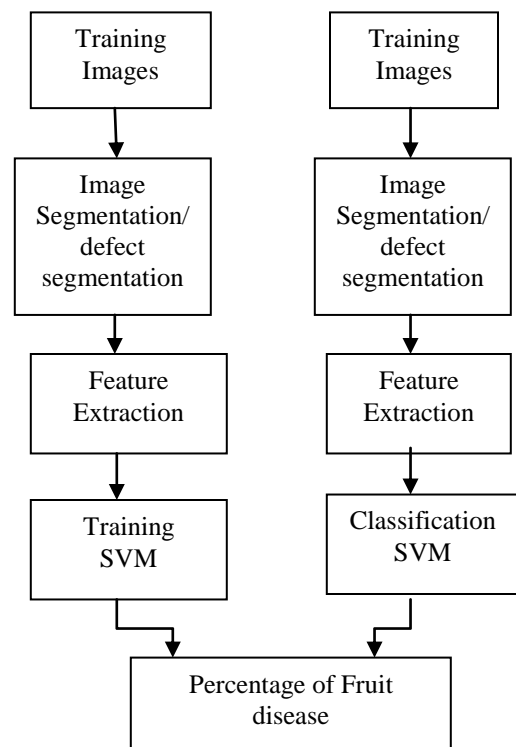 Training
Images
Training
Images
Image
Segmentation/
defect
segmentation
Image
Segmentation/
defect
segmentation
Feature
Extraction
Feature
Extraction
Training
SVM
Classification
SVM
Percentage of Fruit
disease